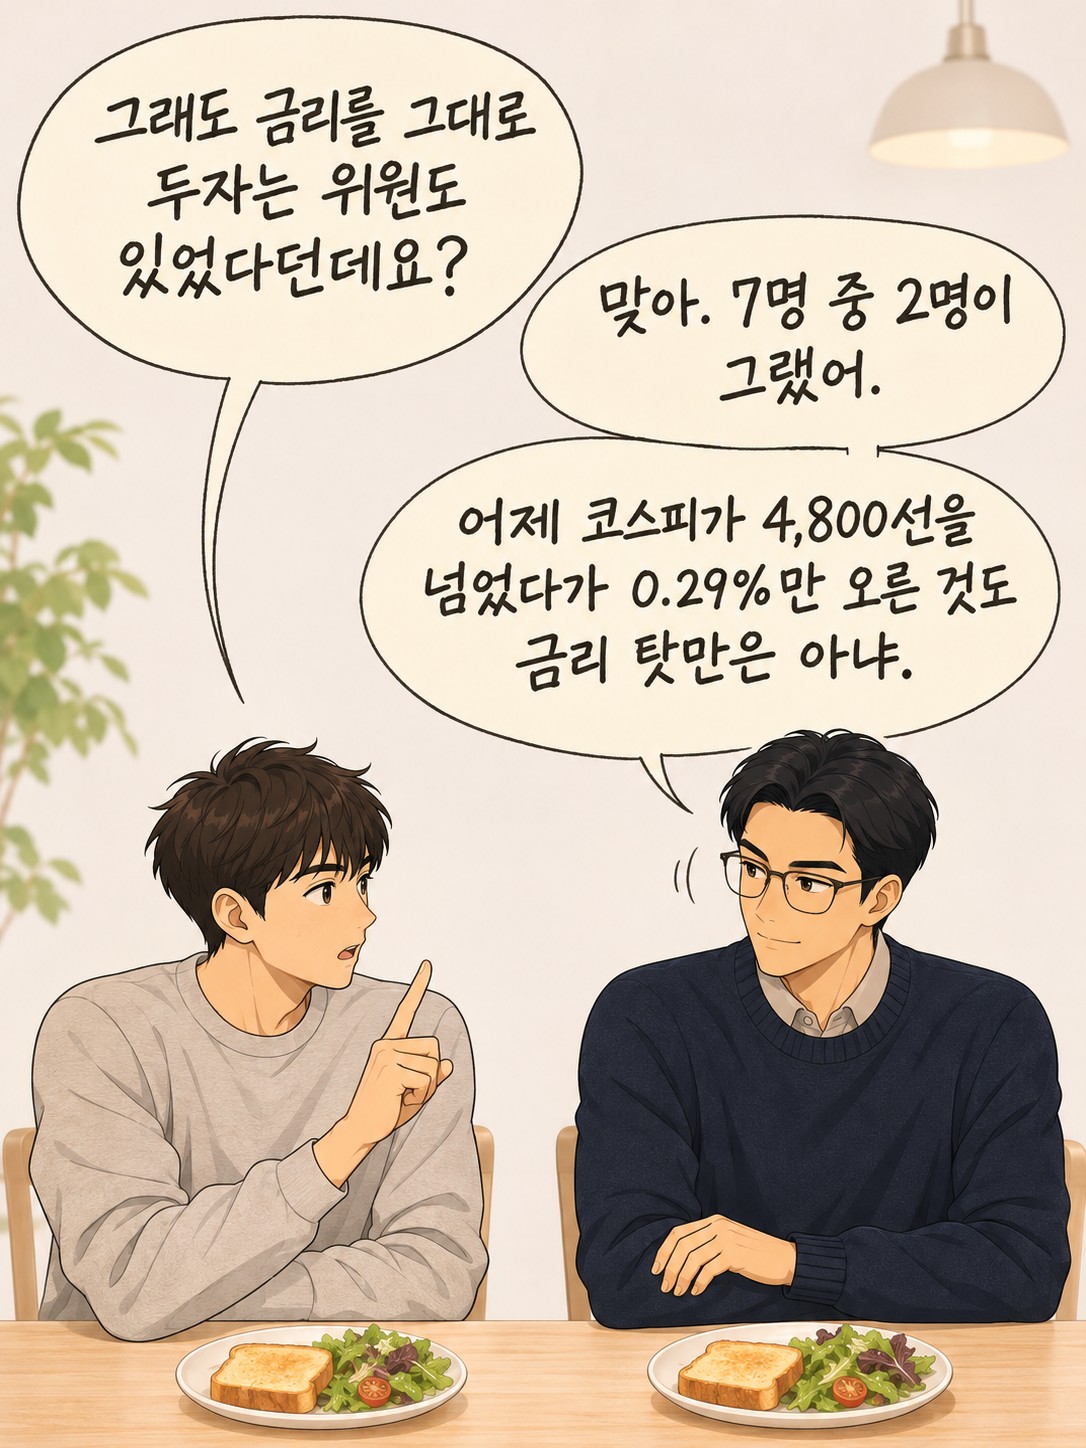 그래도 금리를 그대로
두자는 위원도
있었다던데요?
맞아. 7명 중 2명이
그랬어.
어제 코스피가 4,800선을
넘었다가 0.29%만 오른 것도
금리 탓만은 아냐.